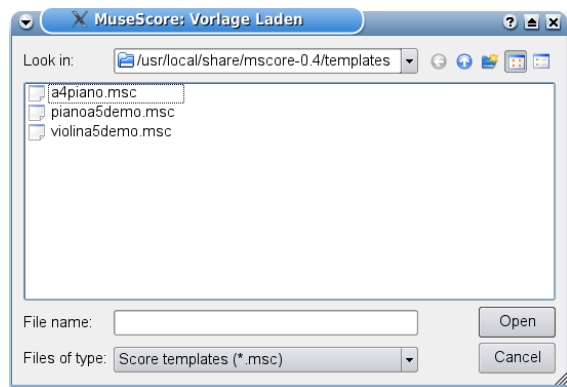 MuseScore: Vorlage Laden
Look in: /usr/local/share/mscore-0.4/templates
a4piano.msc
pianoa5demo.msc
violina5demo.msc
File name: Open
Files of type: Score templates (*.msc) Cancel